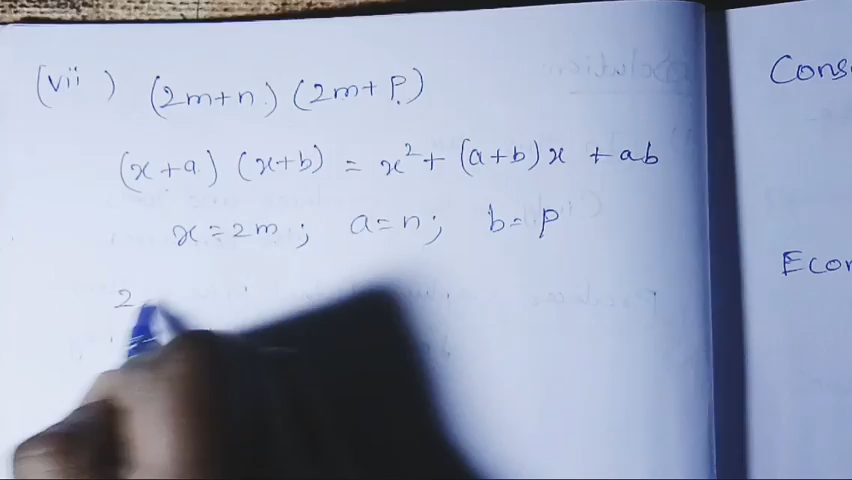 (vii) (2m+n) (2m+P)
Cons
(x+a) (x+b) = x²+ (a+b)x + ab
x=2m; a=n; b=p
Econ
2